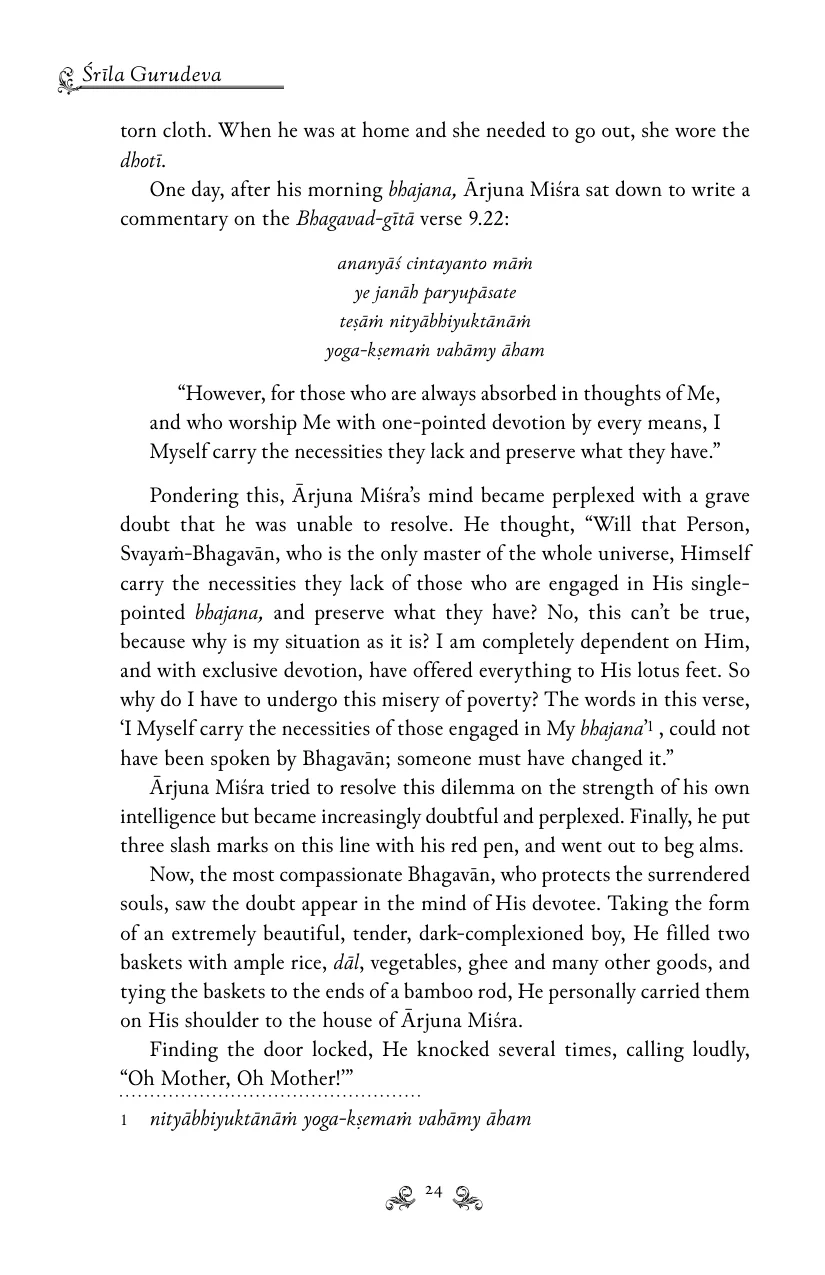 Śrīla Gurudeva
torn cloth. When he was at home and she needed to go out, she wore the
dhotī.
One day, after his morning bhajana, Ārjuna Miśra sat down to write a
commentary on the Bhagavad-gītā verse 9.22:
ananyāś cintayanto māṁ
ye janāh paryupāsate
teṣāṁ nityābhiyuktānāṁ
yoga-kṣemaṁ vahāmy āham
“However, for those who are always absorbed in thoughts of Me,
and who worship Me with one-pointed devotion by every means, I
Myself carry the necessities they lack and preserve what they have.”
Pondering this, Ārjuna Miśra’s mind became perplexed with a grave
doubt that he was unable to resolve. He thought, “Will that Person,
Svayaṁ-Bhagavān, who is the only master of the whole universe, Himself
carry the necessities they lack of those who are engaged in His single-
pointed bhajana, and preserve what they have? No, this can’t be true,
because why is my situation as it is? I am completely dependent on Him,
and with exclusive devotion, have offered everything to His lotus feet. So
why do I have to undergo this misery of poverty? The words in this verse,
‘I Myself carry the necessities of those engaged in My bhajana’1 , could not
have been spoken by Bhagavān; someone must have changed it.”
Ārjuna Miśra tried to resolve this dilemma on the strength of his own
intelligence but became increasingly doubtful and perplexed. Finally, he put
three slash marks on this line with his red pen, and went out to beg alms.
Now, the most compassionate Bhagavān, who protects the surrendered
souls, saw the doubt appear in the mind of His devotee. Taking the form
of an extremely beautiful, tender, dark-complexioned boy, He filled two
baskets with ample rice, dāl, vegetables, ghee and many other goods, and
tying the baskets to the ends of a bamboo rod, He personally carried them
on His shoulder to the house of Ārjuna Miśra.
Finding the door locked, He knocked several times, calling loudly,
“Oh Mother, Oh Mother!’”
1 nityābhiyuktānāṁ yoga-kṣemaṁ vahāmy āham
24